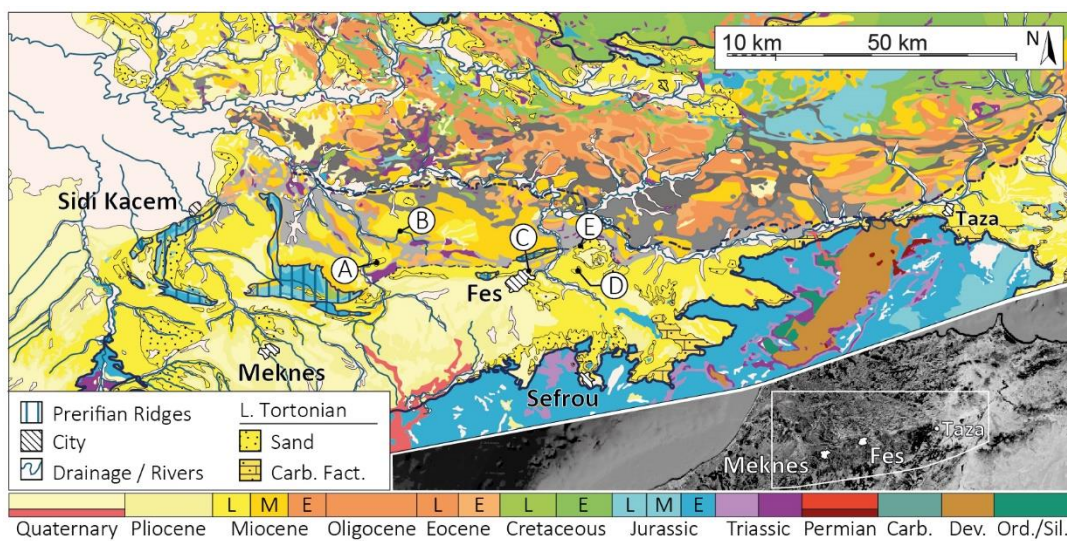 10 km 50 km N
Sidi Kacem
B
C
E
Taza
A
Fes
D
Meknes
Sefrou
Prerifian Ridges L. Tortonian
City Sand
Drainage / Rivers Carb. Fact.
Taza
Meknes Fes
L M E L E L E L M E
Quaternary Pliocene Miocene Oligocene Eocene Cretaceous Jurassic Triassic Permian Carb. Dev. Ord./Sil.